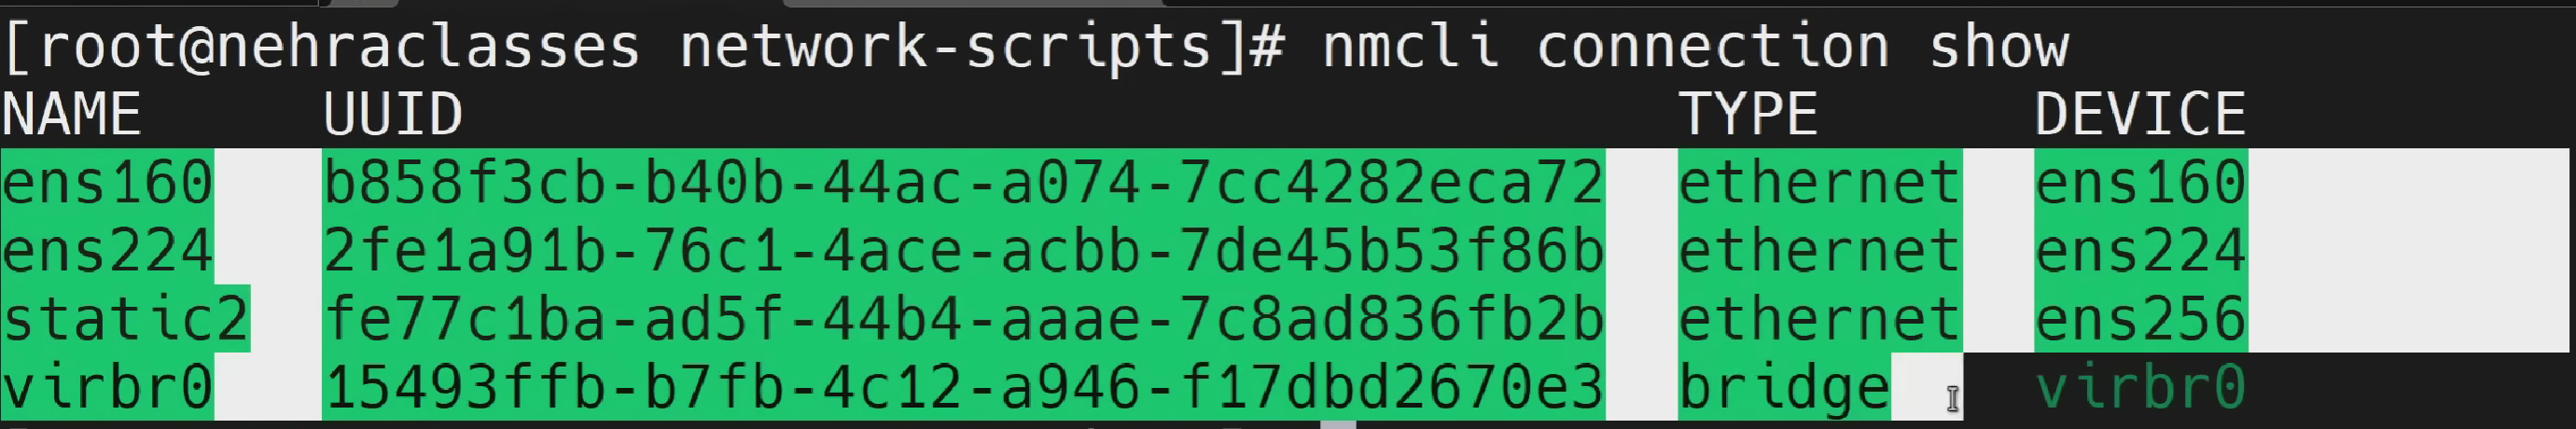 [root@nehraclasses network-scripts]# nmcli connection show
NAME UUID TYPE DEVICE
ens160 b858f3cb-b40b-44ac-a074-7cc4282eca72 ethernet ens160
ens224 2fe1a91b-76c1-4ace-acbb-7de45b53f86b ethernet ens224
static2 fe77c1ba-ad5f-44b4-aaae-7c8ad836fb2b ethernet ens256
virbr0 15493ffb-b7fb-4c12-a946-f17dbd2670e3 bridge virbr0